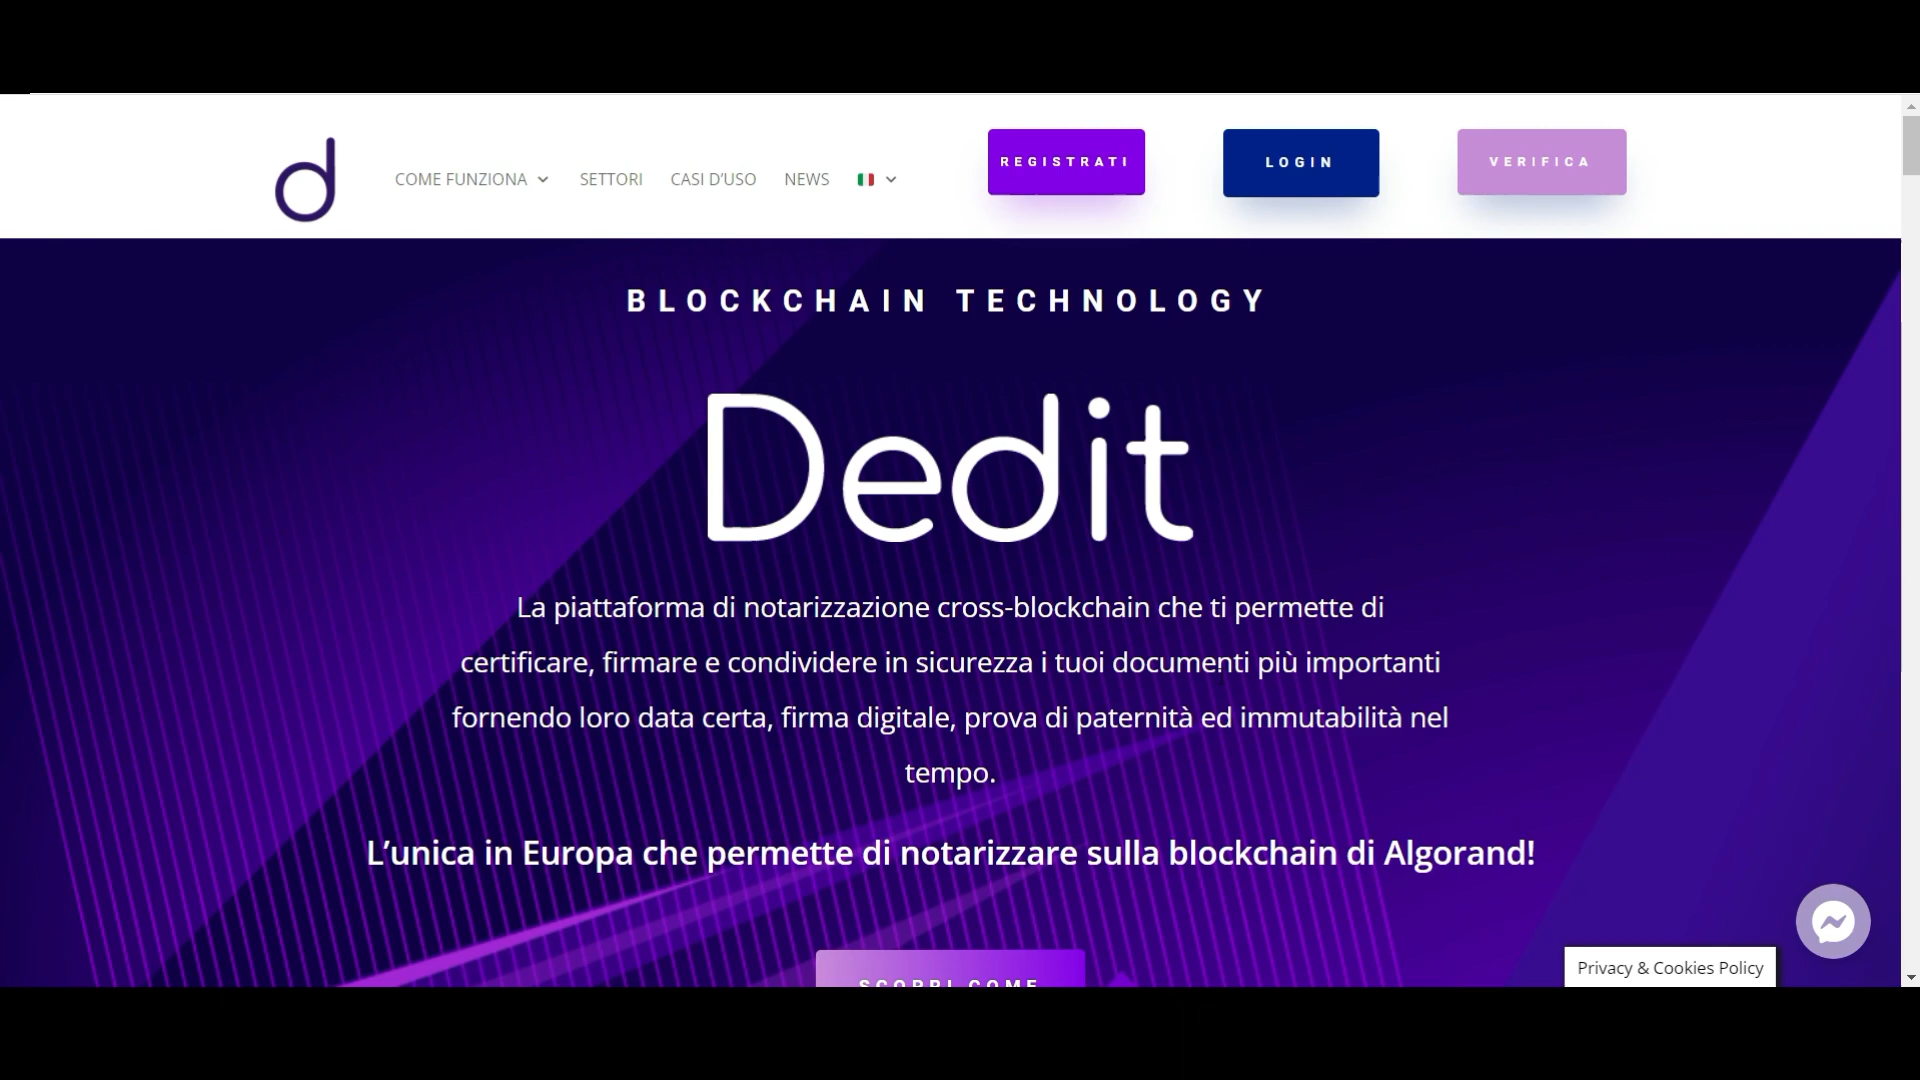 d
COME FUNZIONA
SETTORI
CASI D'USO
NEWS
REGISTRATI
LOGIN
VERIFICA
BLOCKCHAIN TECHNOLOGY
Dedit
La piattaforma di notarizzazione cross-blockchain che ti permette di
certificare, firmare e condividere in sicurezza i tuoi documenti più importanti
fornendo loro data certa, firma digitale, prova di paternità ed immutabilità nel
tempo.
L’unica in Europa che permette di notarizzare sulla blockchain di Algorand!
SCOPRI COME
Privacy & Cookies Policy